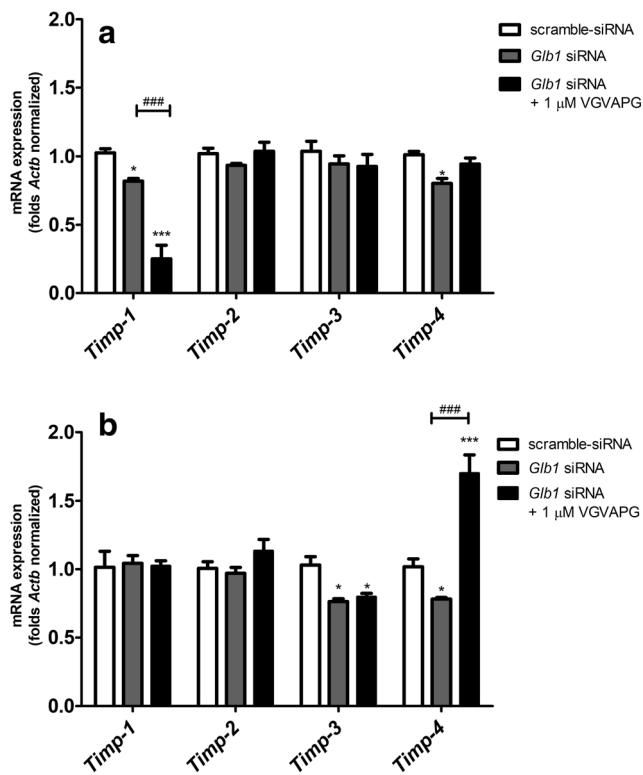 a
mRNA expression
(folds Actb normalized)
2.0
1.5
1.0
0.5
0.0
###
*
***
*
Timp-1
Timp-2
Timp-3
Timp-4
scramble-siRNA
Glb1 siRNA
Glb1 siRNA
+ 1 μM VGVAPG
b
mRNA expression
(folds Actb normalized)
2.0
1.5
1.0
0.5
0.0
*
*
*
###
***
Timp-1
Timp-2
Timp-3
Timp-4
scramble-siRNA
Glb1 siRNA
Glb1 siRNA
+ 1 μM VGVAPG